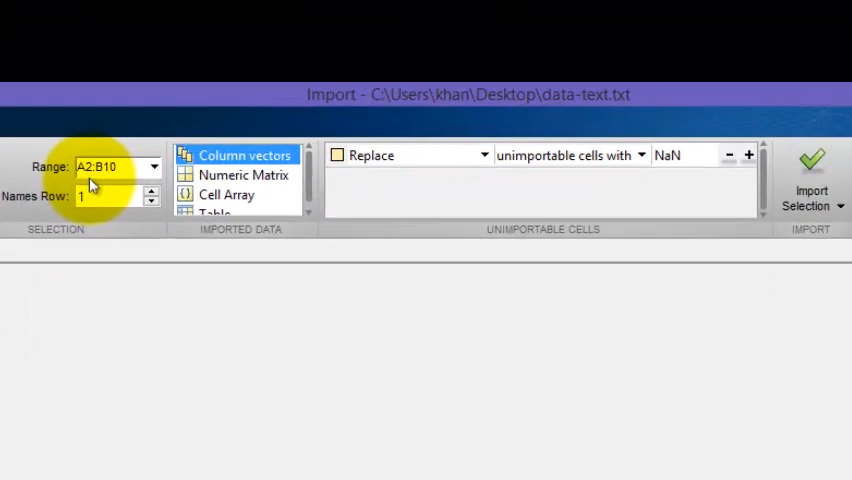 Import - C:\Users\khan\Desktop\data-text.txt
Range: A2:B10
Names Row: 1
SELECTION
Column vectors
Numeric Matrix
Cell Array
Table
IMPORTED DATA
Replace unimportable cells with NaN
UNIMPORTABLE CELLS
Import
Selection
IMPORT